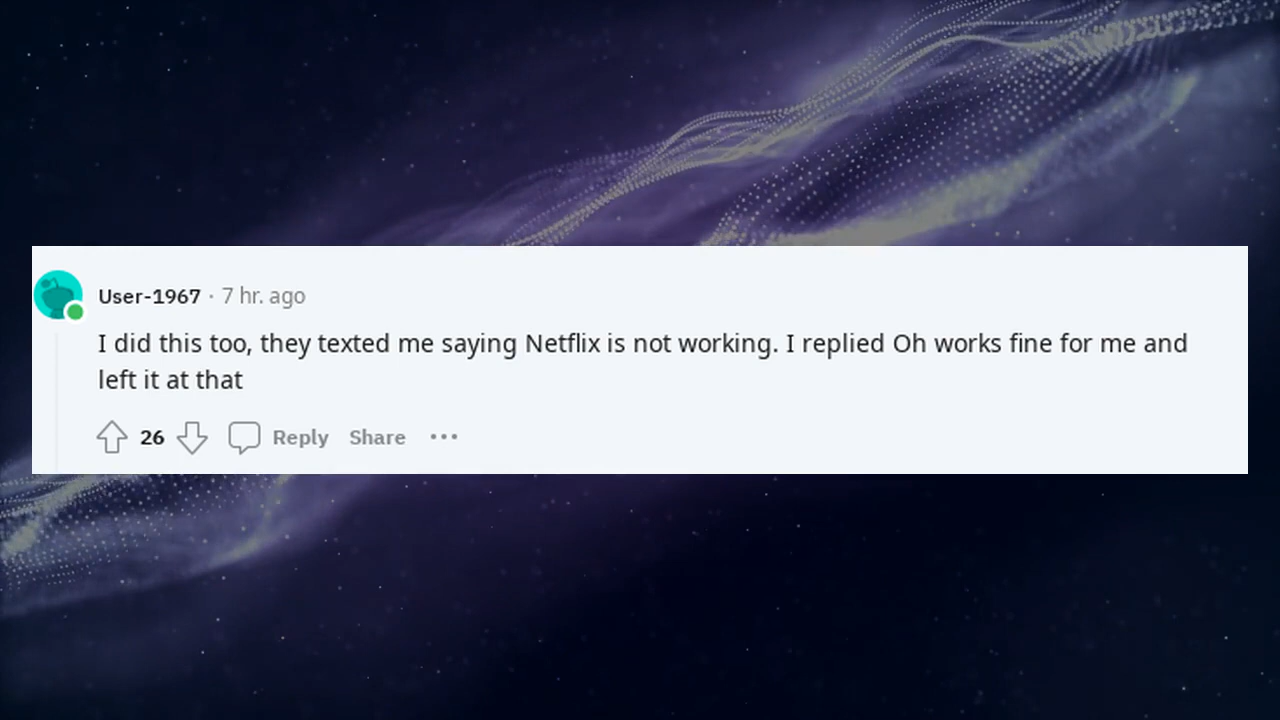 User-1967 · 7 hr. ago
I did this too, they texted me saying Netflix is not working. I replied Oh works fine for me and
left it at that
26 Reply Share